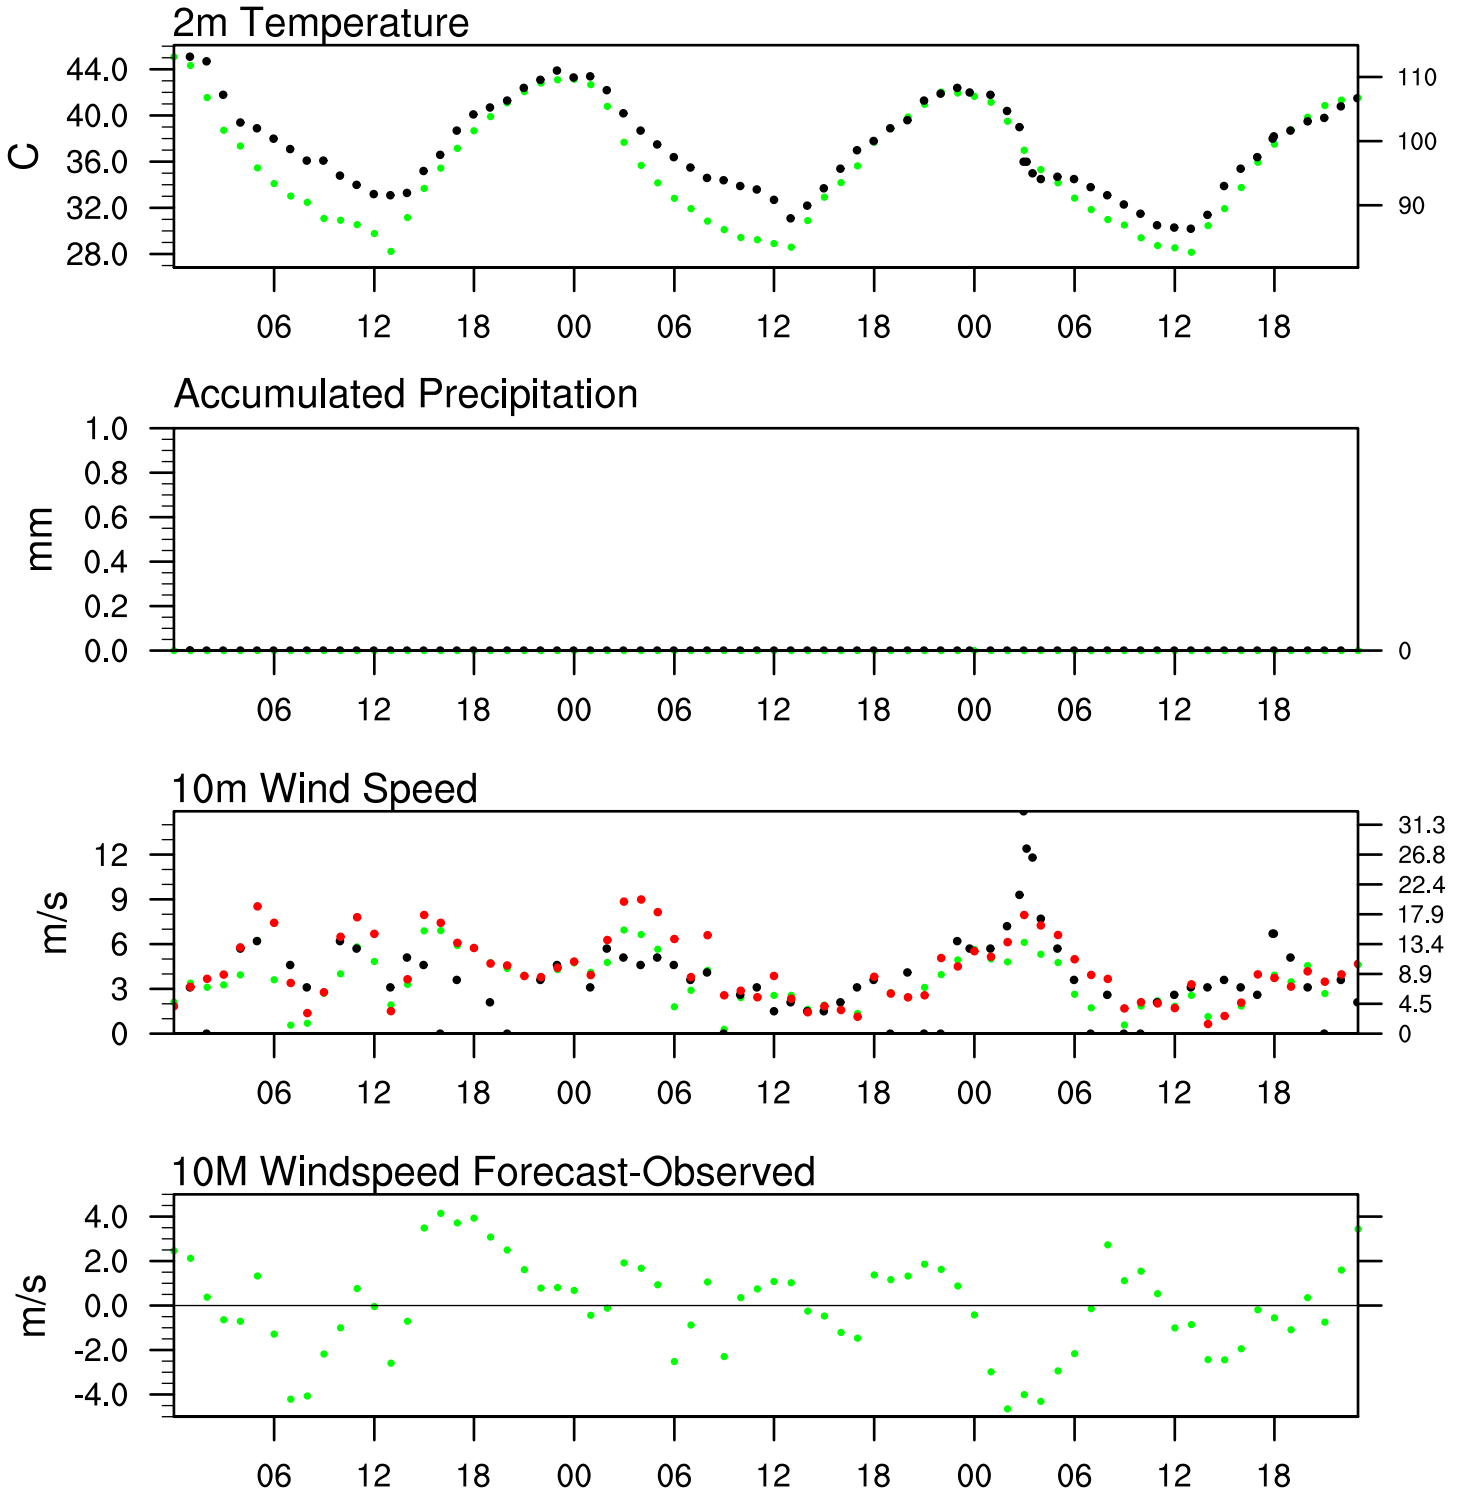 2m Temperature
44.0
40.0
36.0
32.0
28.0
C
110
100
90
06 12 18 00 06 12 18 00 06 12 18
Accumulated Precipitation
1.0
0.8
0.6
0.4
0.2
0.0
mm
0
06 12 18 00 06 12 18 00 06 12 18
10m Wind Speed
12
9
6
3
0
m/s
31.3
26.8
22.4
17.9
13.4
8.9
4.5
0
06 12 18 00 06 12 18 00 06 12 18
10M Windspeed Forecast-Observed
4.0
2.0
0.0
-2.0
-4.0
m/s
06 12 18 00 06 12 18 00 06 12 18